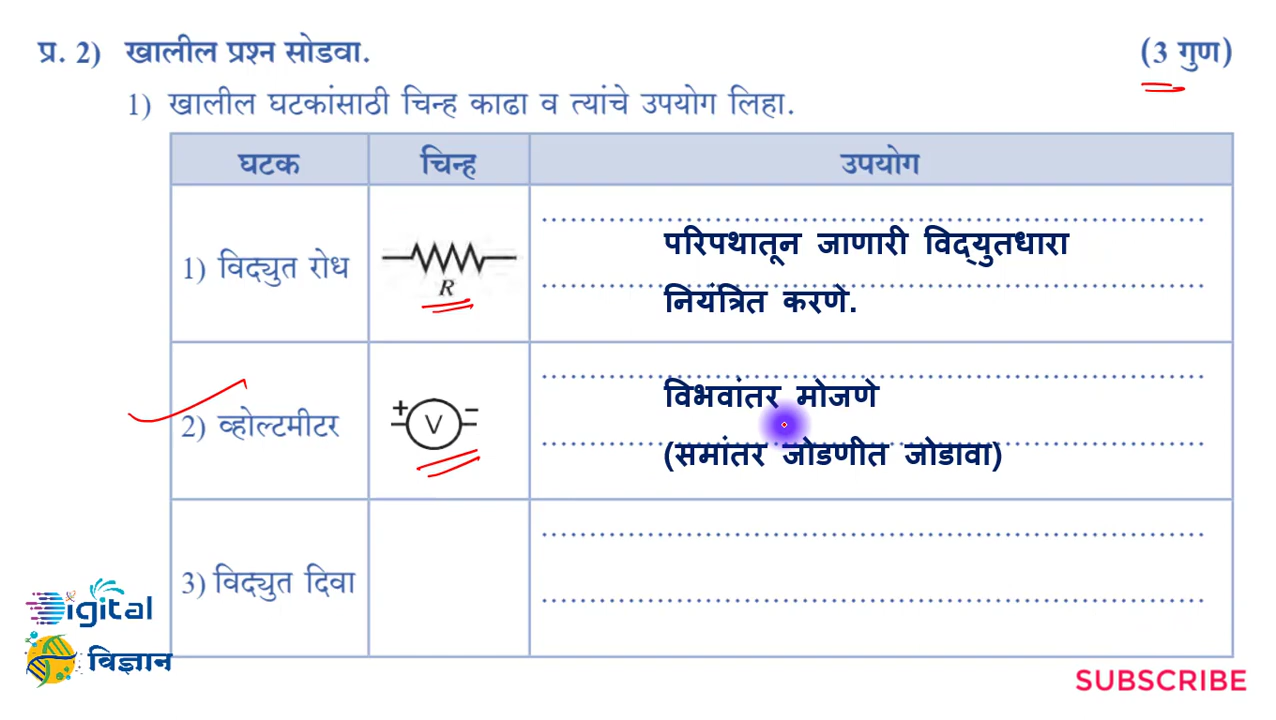 प्र. 2) खालील प्रश्न सोडवा. (3 गुण)
1) खालील घटकांसाठी चिन्ह काढा व त्यांचे उपयोग लिहा.
घटक चिन्ह उपयोग
1) विद्युत रोध
R
परिपथातून जाणारी विद्‌युतधारा
नियंत्रित करणे.
2) व्होल्टमीटर
+ V −
विभवांतर मोजणे
(समांतर जोडणीत जोडावा)
3) विद्युत दिवा
Digital
विज्ञान
SUBSCRIBE